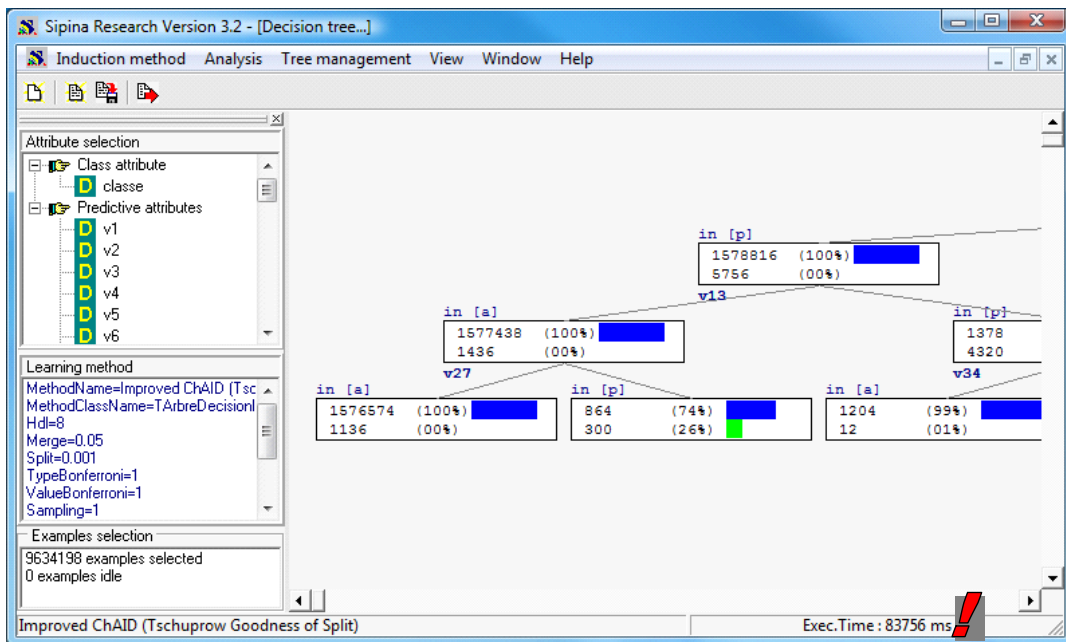 Sipina Research Version 3.2 - [Decision tree...]
Induction method Analysis Tree management View Window Help
Attribute selection
Class attribute
D classe
Predictive attributes
D v1
D v2
D v3
D v4
D v5
D v6
Learning method
MethodName=Improved ChAID (Tsc
MethodClassName=TArbreDecisionI
Hdl=8
Merge=0.05
Split=0.001
TypeBonferroni=1
ValueBonferroni=1
Sampling=1
Examples selection
9634198 examples selected
0 examples idle
in [p]
1578816 (100%)
5756 (00%)
v13
in [a]
1577438 (100%)
1436 (00%)
v27
in [p]
1378
4320
v34
in [a]
1576574 (100%)
1136 (00%)
in [p]
864 (74%)
300 (26%)
in [a]
1204 (99%)
12 (01%)
Improved ChAID (Tschuprow Goodness of Split)
Exec.Time : 83756 ms
!